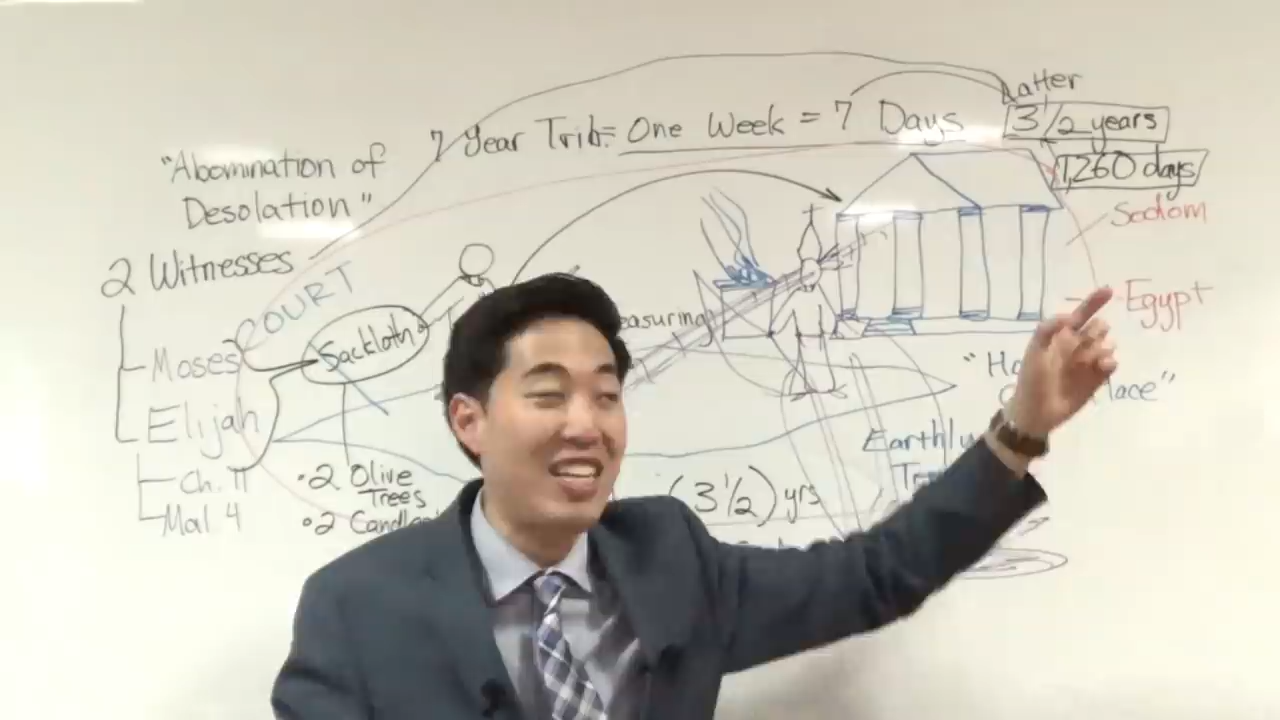 Latter
7 Year Trib= One Week = 7 Days
3 1/2 years
1,260 days
"Abomination of
Desolation"
Sodom
2 Witnesses
Egypt
COURT
Sackloth
Moses
Elijah
Ch. 11
Mal. 4
• 2 Olive
Trees
• 2
(3 1/2) yrs